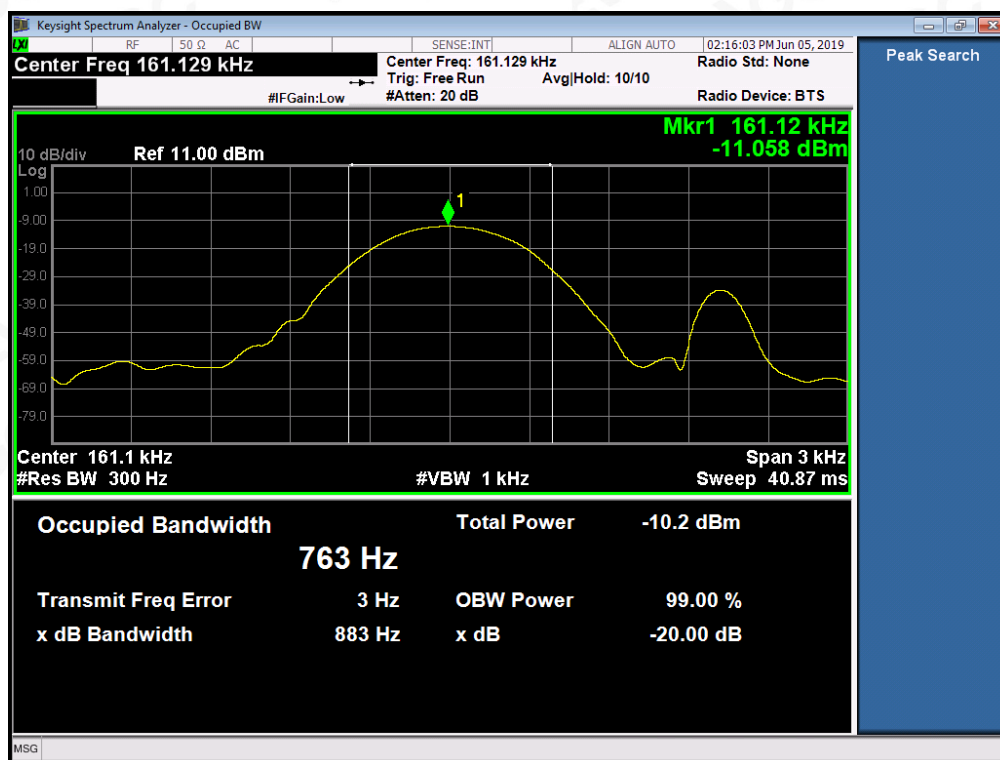 Keysight Spectrum Analyzer - Occupied BW
LXI RF 50 Ω AC SENSE:INT ALIGN AUTO 02:16:03 PM Jun 05, 2019
Center Freq 161.129 kHz
Center Freq: 161.129 kHz Radio Std: None
Trig: Free Run Avg|Hold: 10/10
#IFGain:Low #Atten: 20 dB Radio Device: BTS
Peak Search
Mkr1 161.12 kHz
-11.058 dBm
10 dB/div Ref 11.00 dBm
Log
1.00
-9.00
-19.0
-29.0
-39.0
-49.0
-59.0
-69.0
-79.0
1
Center 161.1 kHz Span 3 kHz
#Res BW 300 Hz #VBW 1 kHz Sweep 40.87 ms
Occupied Bandwidth Total Power -10.2 dBm
763 Hz
Transmit Freq Error 3 Hz OBW Power 99.00 %
x dB Bandwidth 883 Hz x dB -20.00 dB
MSG